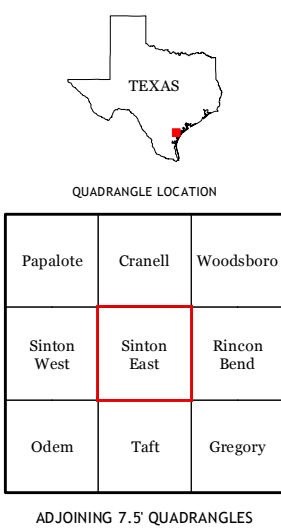 TEXAS
QUADRANGLE LOCATION
Papalote Cranell Woodsboro
Sinton West
Sinton East
Rincon Bend
Odem Taft Gregory
ADJOINING 7.5' QUADRANGLES